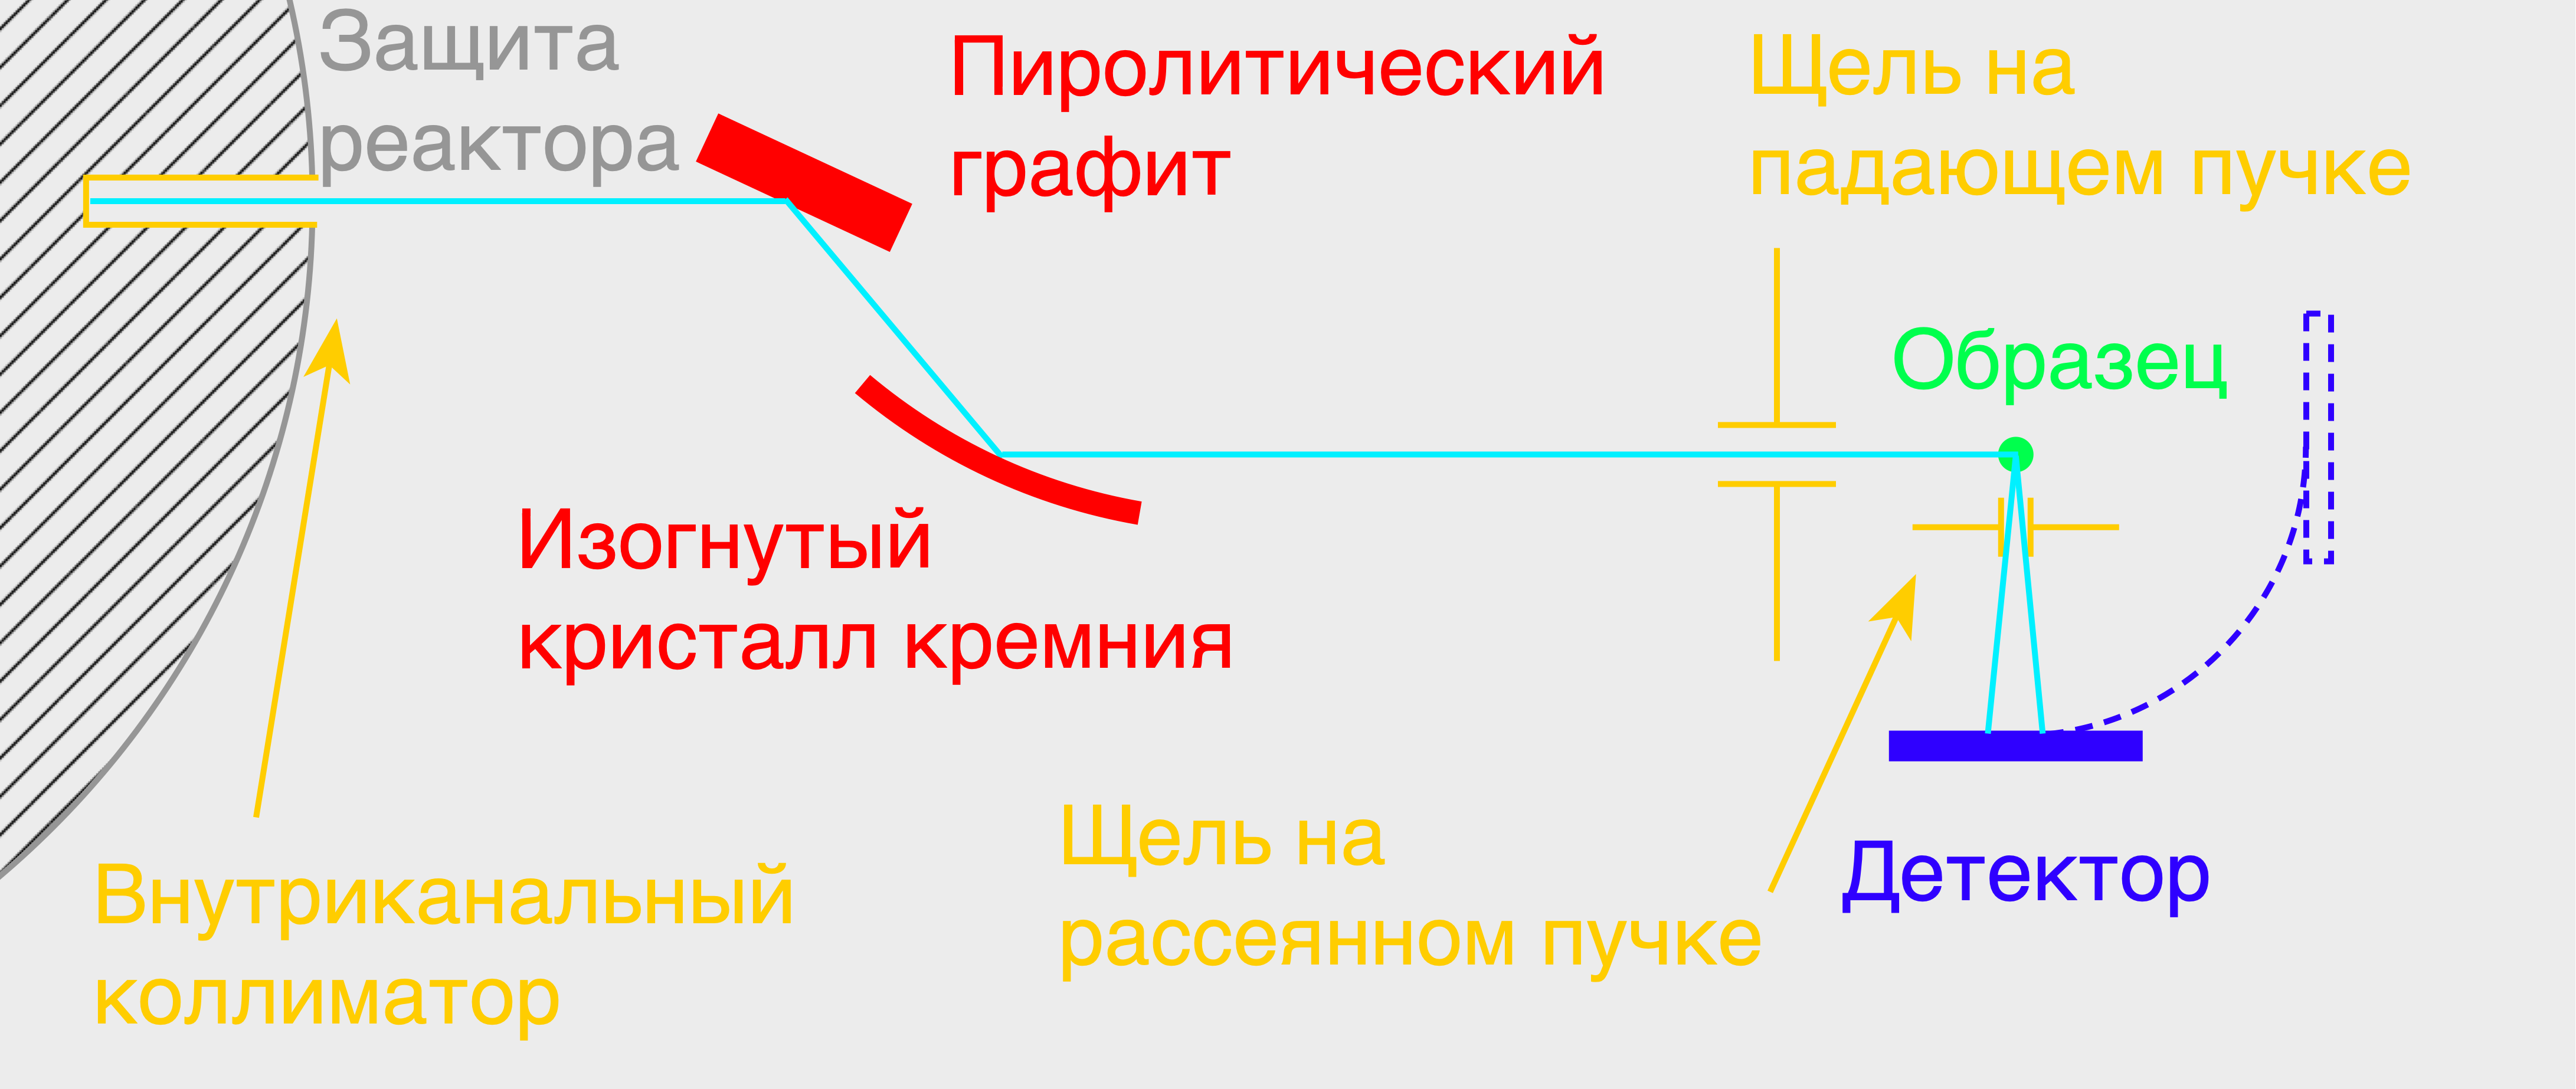 Защита
реактора
Пиролитический
графит
Щель на
падающем пучке
Образец
Изогнутый
кристалл кремния
Внутриканальный
коллиматор
Щель на
рассеянном пучке
Детектор